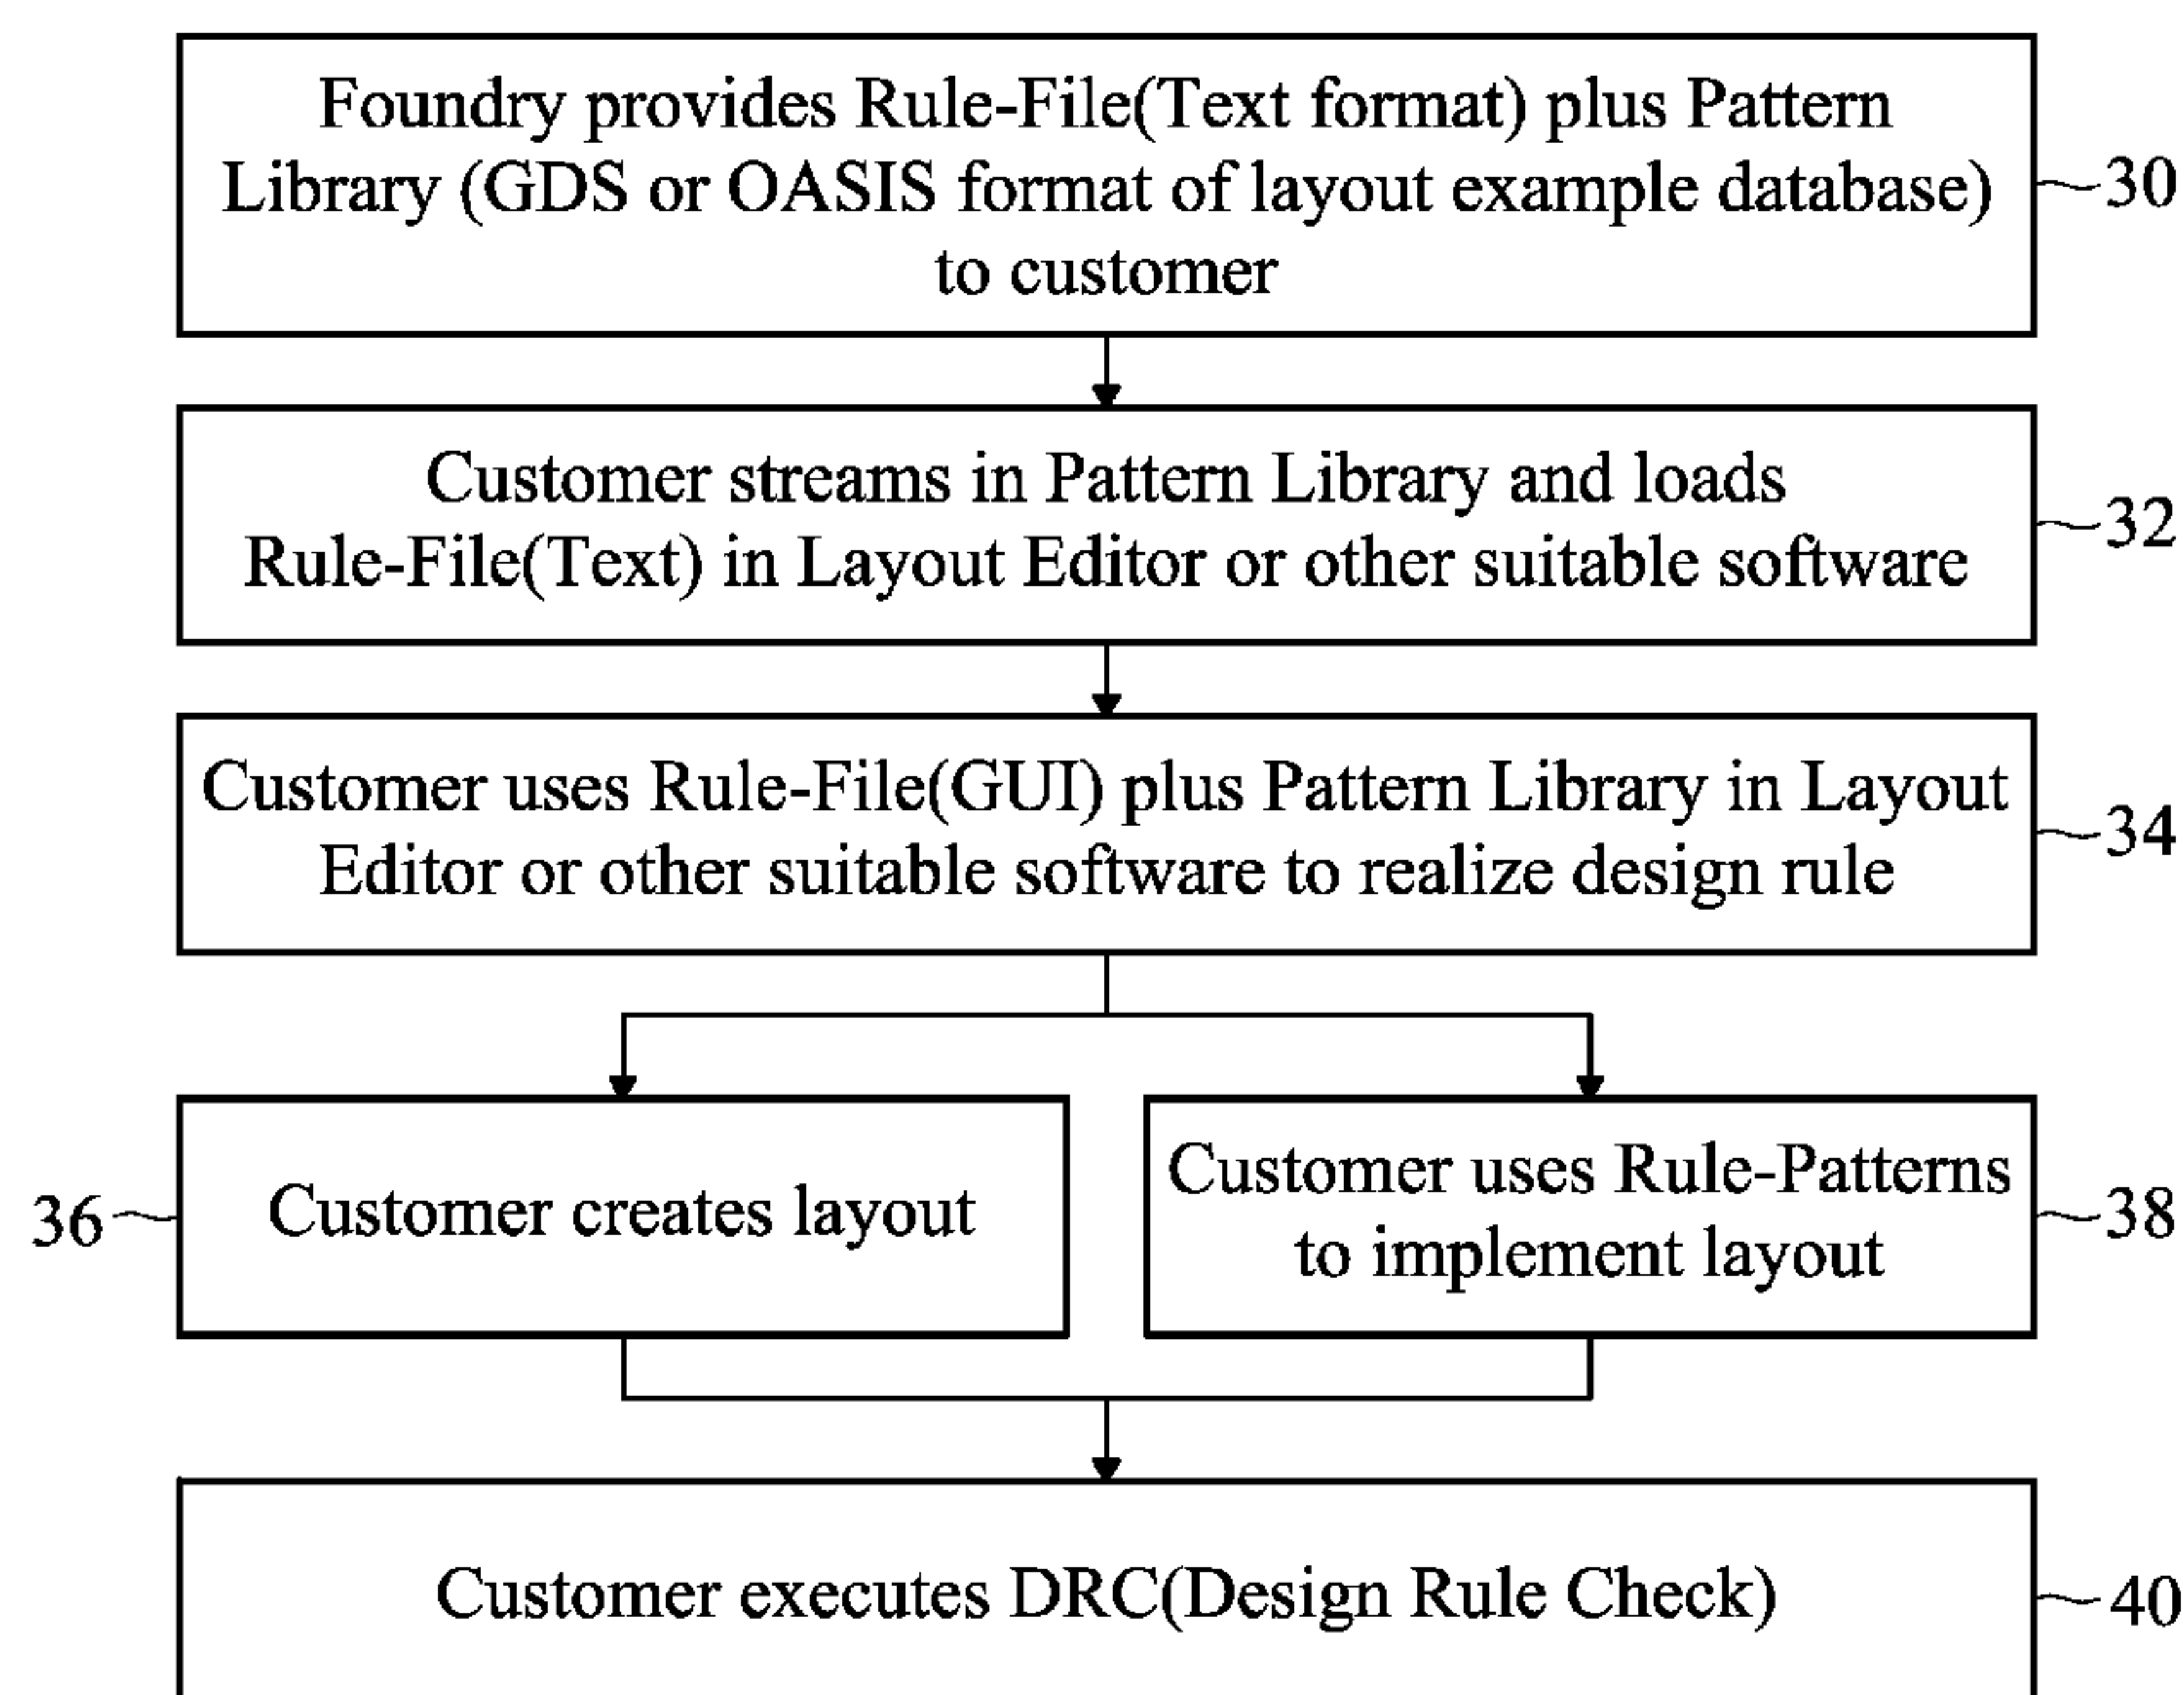 Foundry provides Rule-File(Text format) plus Pattern
Library (GDS or OASIS format of layout example database)
to customer
30
Customer streams in Pattern Library and loads
Rule-File(Text) in Layout Editor or other suitable software
32
Customer uses Rule-File(GUI) plus Pattern Library in Layout
Editor or other suitable software to realize design rule
34
36
Customer creates layout
Customer uses Rule-Patterns
to implement layout
38
Customer executes DRC(Design Rule Check)
40